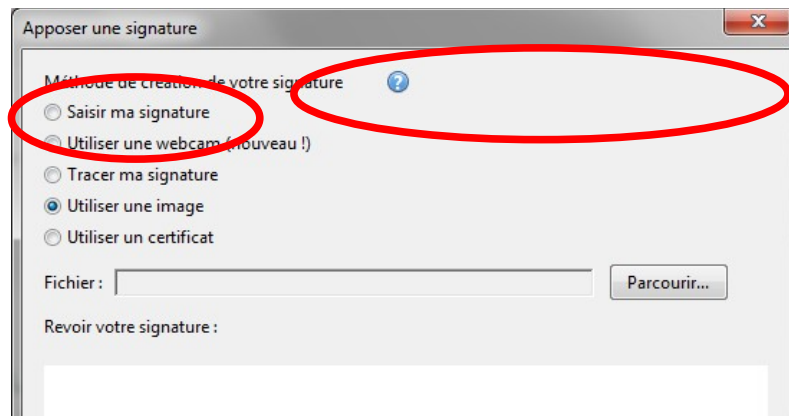 Apposer une signature
Méthode de création de votre signature
Saisir ma signature
Utiliser une webcam (nouveau !)
Tracer ma signature
Utiliser une image
Utiliser un certificat
Fichier : Parcourir...
Revoir votre signature :